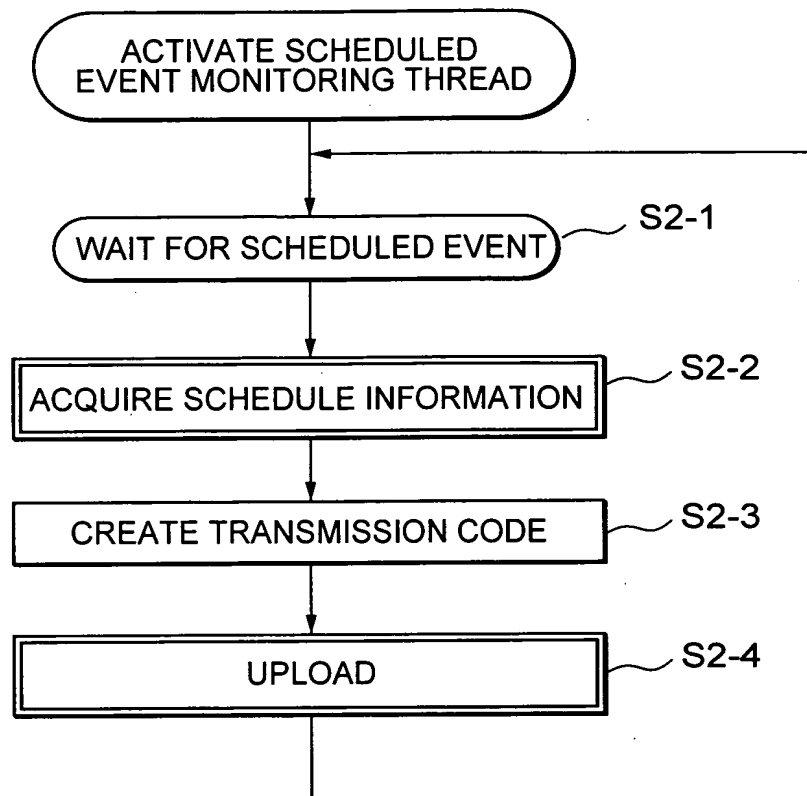 ACTIVATE SCHEDULED
EVENT MONITORING THREAD
WAIT FOR SCHEDULED EVENT
S2-1
ACQUIRE SCHEDULE INFORMATION
S2-2
CREATE TRANSMISSION CODE
S2-3
UPLOAD
S2-4